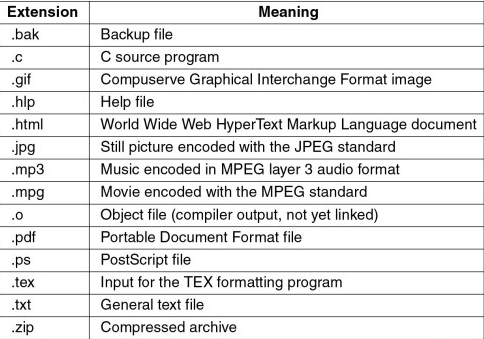 Extension Meaning
.bak Backup file
.c C source program
.gif Compuserve Graphical Interchange Format image
.hlp Help file
.html World Wide Web HyperText Markup Language document
.jpg Still picture encoded with the JPEG standard
.mp3 Music encoded in MPEG layer 3 audio format
.mpg Movie encoded with the MPEG standard
.o Object file (compiler output, not yet linked)
.pdf Portable Document Format file
.ps PostScript file
.tex Input for the TEX formatting program
.txt General text file
.zip Compressed archive